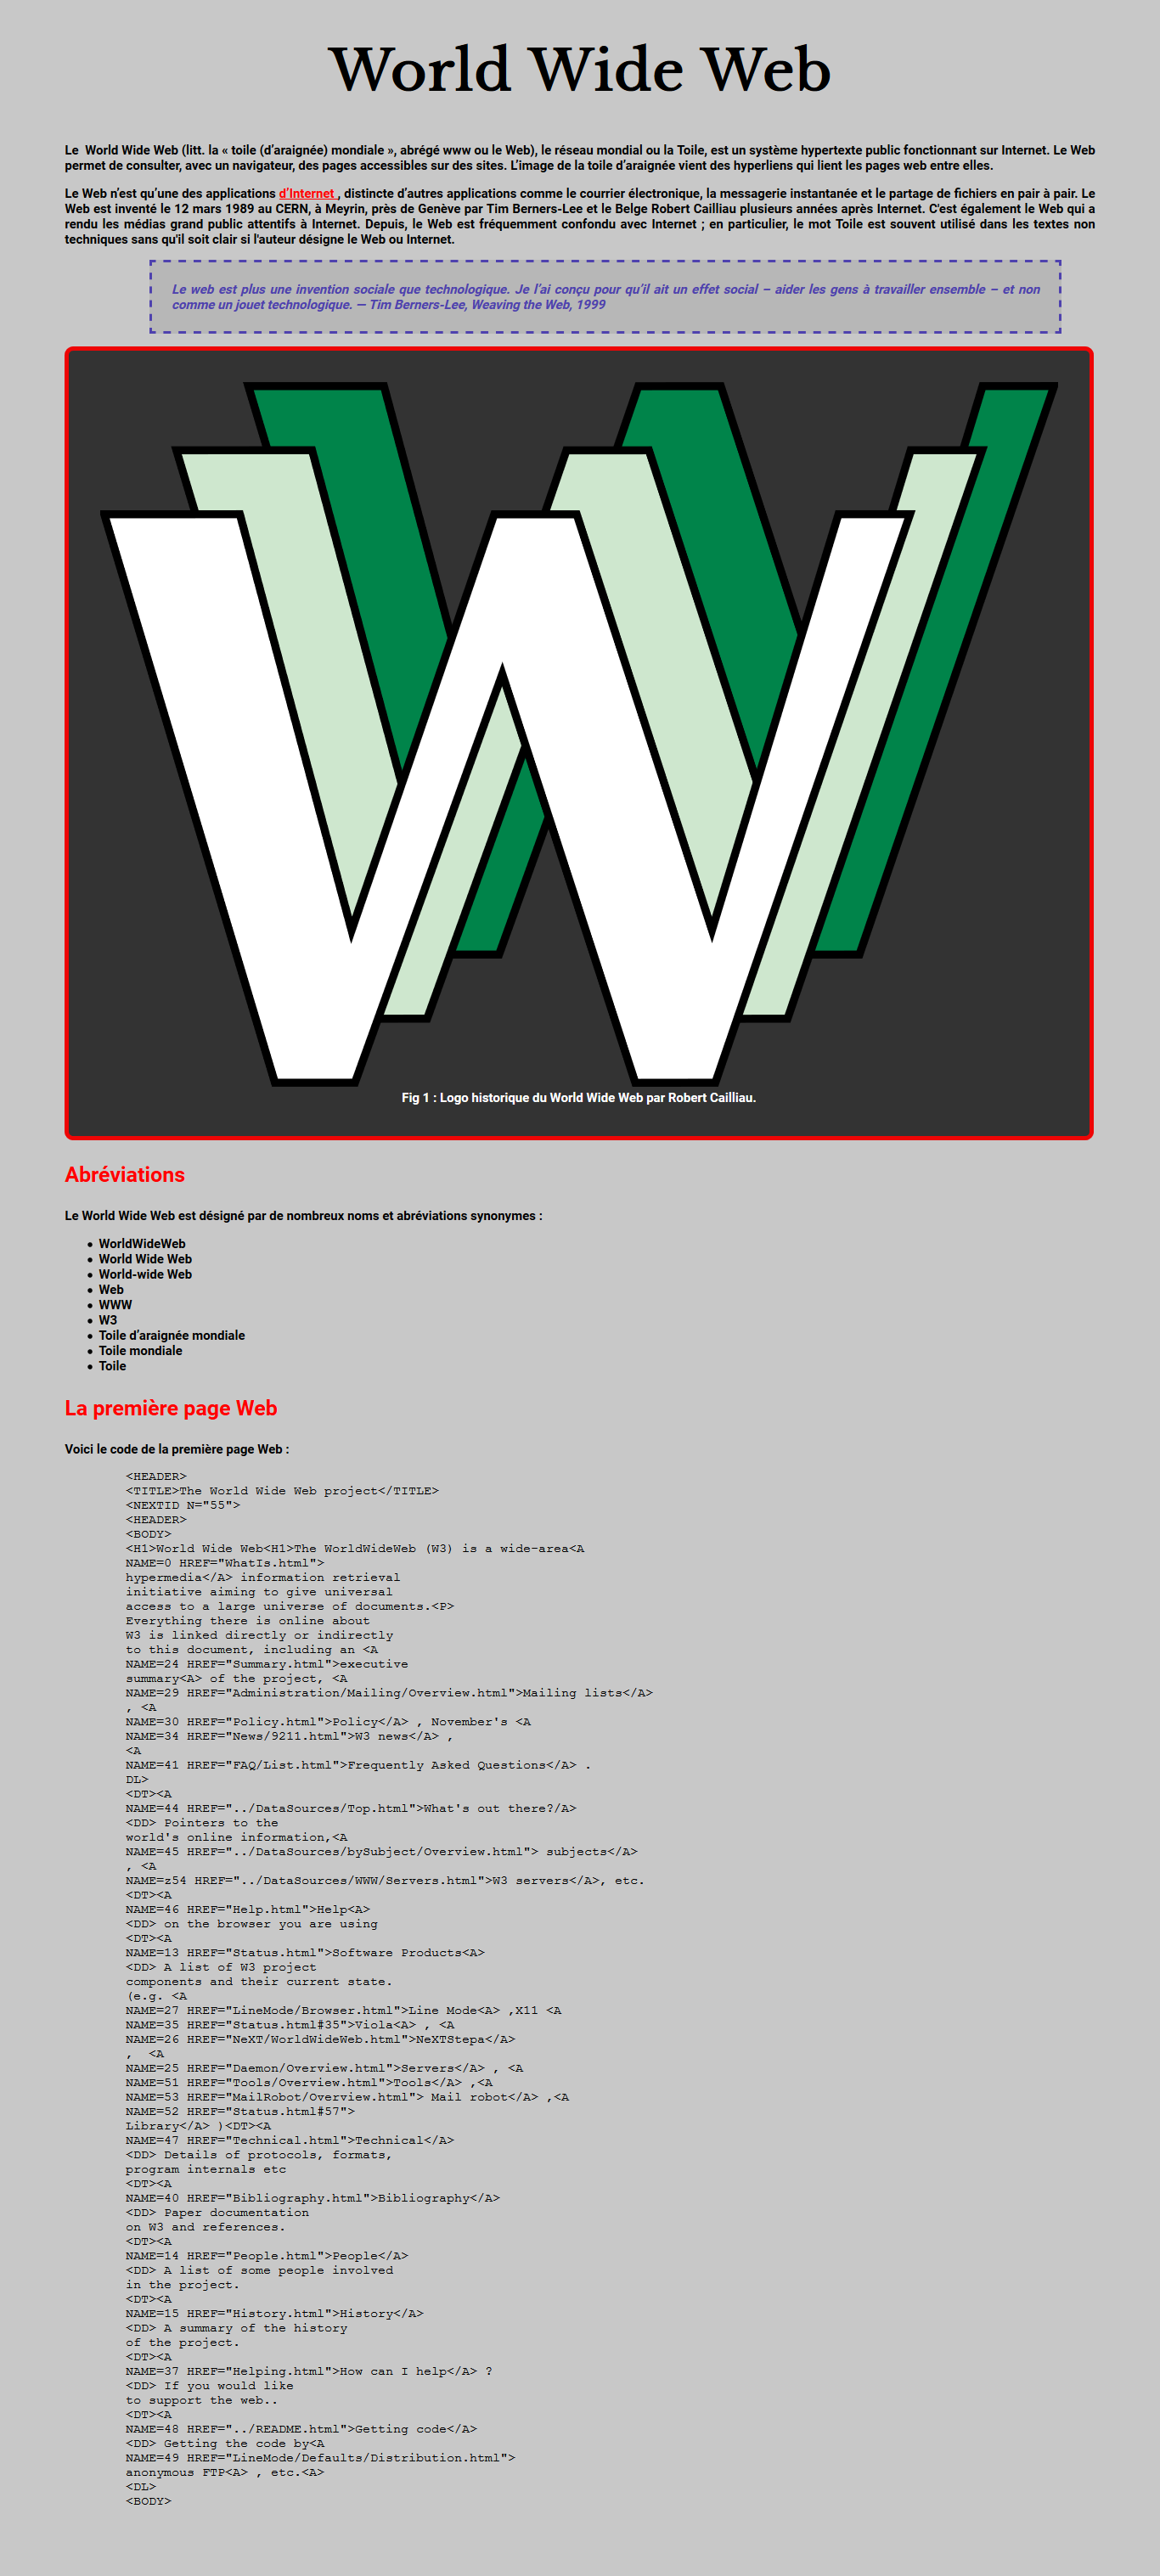 World Wide Web
Le  World Wide Web (litt. la « toile (d’araignée) mondiale », abrégé www ou le Web), le réseau mondial ou la Toile, est un système hypertexte public fonctionnant sur Internet. Le Web
permet de consulter, avec un navigateur, des pages accessibles sur des sites. L’image de la toile d’araignée vient des hyperliens qui lient les pages web entre elles.
Le Web n’est qu’une des applications d’Internet , distincte d’autres applications comme le courrier électronique, la messagerie instantanée et le partage de fichiers en pair à pair. Le
Web est inventé le 12 mars 1989 au CERN, à Meyrin, près de Genève par Tim Berners-Lee et le Belge Robert Cailliau plusieurs années après Internet. C'est également le Web qui a
rendu les médias grand public attentifs à Internet. Depuis, le Web est fréquemment confondu avec Internet ; en particulier, le mot Toile est souvent utilisé dans les textes non
techniques sans qu'il soit clair si l'auteur désigne le Web ou Internet.
Le web est plus une invention sociale que technologique. Je l’ai conçu pour qu’il ait un effet social – aider les gens à travailler ensemble – et non
comme un jouet technologique. — Tim Berners-Lee, Weaving the Web, 1999
Fig 1 : Logo historique du World Wide Web par Robert Cailliau.
Abréviations
Le World Wide Web est désigné par de nombreux noms et abréviations synonymes :
• WorldWideWeb
• World Wide Web
• World-wide Web
• Web
• WWW
• W3
• Toile d’araignée mondiale
• Toile mondiale
• Toile
La première page Web
Voici le code de la première page Web :
<HEADER>
<TITLE>The World Wide Web project</TITLE>
<NEXTID N="55">
<HEADER>
<BODY>
<H1>World Wide Web<H1>The WorldWideWeb (W3) is a wide-area<A
NAME=0 HREF="WhatIs.html">
hypermedia</A> information retrieval
initiative aiming to give universal
access to a large universe of documents.<P>
Everything there is online about
W3 is linked directly or indirectly
to this document, including an <A
NAME=24 HREF="Summary.html">executive
summary<A> of the project, <A
NAME=29 HREF="Administration/Mailing/Overview.html">Mailing lists</A>
, <A
NAME=30 HREF="Policy.html">Policy</A> , November's <A
NAME=34 HREF="News/9211.html">W3 news</A> ,
<A
NAME=41 HREF="FAQ/List.html">Frequently Asked Questions</A> .
DL>
<DT><A
NAME=44 HREF="../DataSources/Top.html">What's out there?/A>
<DD> Pointers to the
world's online information,<A
NAME=45 HREF="../DataSources/bySubject/Overview.html"> subjects</A>
, <A
NAME=z54 HREF="../DataSources/WWW/Servers.html">W3 servers</A>, etc.
<DT><A
NAME=46 HREF="Help.html">Help<A>
<DD> on the browser you are using
<DT><A
NAME=13 HREF="Status.html">Software Products<A>
<DD> A list of W3 project
components and their current state.
(e.g. <A
NAME=27 HREF="LineMode/Browser.html">Line Mode<A> ,X11 <A
NAME=35 HREF="Status.html#35">Viola<A> , <A
NAME=26 HREF="NeXT/WorldWideWeb.html">NeXTStepa</A>
,  <A
NAME=25 HREF="Daemon/Overview.html">Servers</A> , <A
NAME=51 HREF="Tools/Overview.html">Tools</A> ,<A
NAME=53 HREF="MailRobot/Overview.html"> Mail robot</A> ,<A
NAME=52 HREF="Status.html#57">
Library</A> )<DT><A
NAME=47 HREF="Technical.html">Technical</A>
<DD> Details of protocols, formats,
program internals etc
<DT><A
NAME=40 HREF="Bibliography.html">Bibliography</A>
<DD> Paper documentation
on W3 and references.
<DT><A
NAME=14 HREF="People.html">People</A>
<DD> A list of some people involved
in the project.
<DT><A
NAME=15 HREF="History.html">History</A>
<DD> A summary of the history
of the project.
<DT><A
NAME=37 HREF="Helping.html">How can I help</A> ?
<DD> If you would like
to support the web..
<DT><A
NAME=48 HREF="../README.html">Getting code</A>
<DD> Getting the code by<A
NAME=49 HREF="LineMode/Defaults/Distribution.html">
anonymous FTP<A> , etc.<A>
<DL>
<BODY>